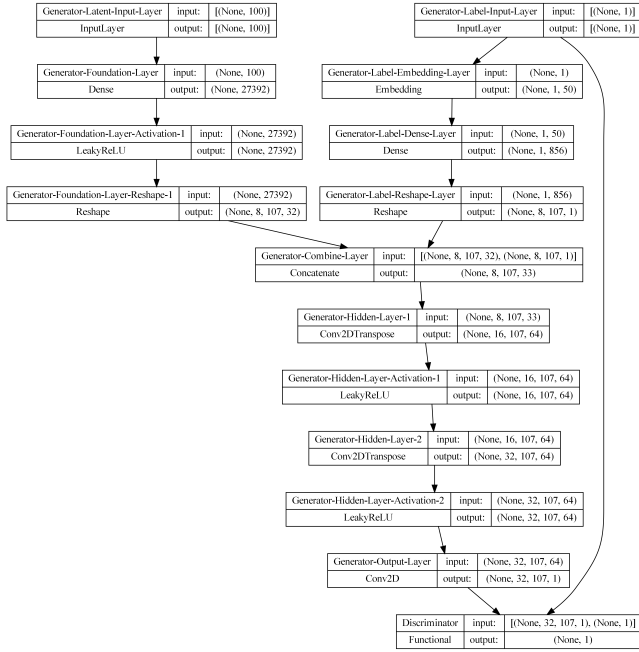 Generator-Latent-Input-Layer input: [(None, 100)]
InputLayer output: [(None, 100)]
Generator-Label-Input-Layer input: [(None, 1)]
InputLayer output: [(None, 1)]
Generator-Foundation-Layer input: (None, 100)
Dense output: (None, 27392)
Generator-Label-Embedding-Layer input: (None, 1)
Embedding output: (None, 1, 50)
Generator-Foundation-Layer-Activation-1 input: (None, 27392)
LeakyReLU output: (None, 27392)
Generator-Label-Dense-Layer input: (None, 1, 50)
Dense output: (None, 1, 856)
Generator-Foundation-Layer-Reshape-1 input: (None, 27392)
Reshape output: (None, 8, 107, 32)
Generator-Label-Reshape-Layer input: (None, 1, 856)
Reshape output: (None, 8, 107, 1)
Generator-Combine-Layer input: [(None, 8, 107, 32), (None, 8, 107, 1)]
Concatenate output: (None, 8, 107, 33)
Generator-Hidden-Layer-1 input: (None, 8, 107, 33)
Conv2DTranspose output: (None, 16, 107, 64)
Generator-Hidden-Layer-Activation-1 input: (None, 16, 107, 64)
LeakyReLU output: (None, 16, 107, 64)
Generator-Hidden-Layer-2 input: (None, 16, 107, 64)
Conv2DTranspose output: (None, 32, 107, 64)
Generator-Hidden-Layer-Activation-2 input: (None, 32, 107, 64)
LeakyReLU output: (None, 32, 107, 64)
Generator-Output-Layer input: (None, 32, 107, 64)
Conv2D output: (None, 32, 107, 1)
Discriminator input: [(None, 32, 107, 1), (None, 1)]
Functional output: (None, 1)